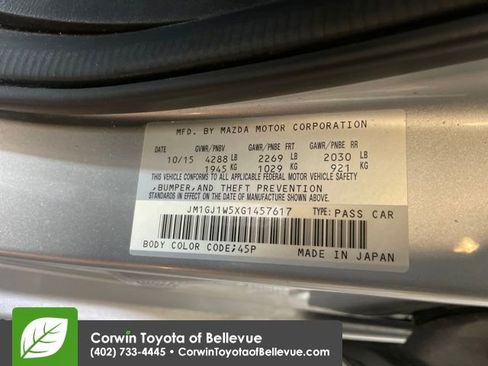 MFD. BY MAZDA MOTOR CORPORATION
DATE GVWR/PNBV GAWR/PNBE FRT GAWR/PNBE RR
10/15 4288 LB 2269 LB 2030 LB
1945 KG 1029 KG 921 KG
THIS VEHICLE CONFORMS TO ALL APPLICABLE FEDERAL MOTOR VEHICLE SAFETY
,BUMPER,AND THEFT PREVENTION
STANDARDS IN EFFECT ON THE DATE OF MANUFACTURE SHOWN ABOVE.
JM1GJ1W5XG1457617 TYPE: PASS CAR
BODY COLOR CODE;45P MADE IN JAPAN
Corwin Toyota of Bellevue
(402) 733-4445 • CorwinToyotaofBellevue.com